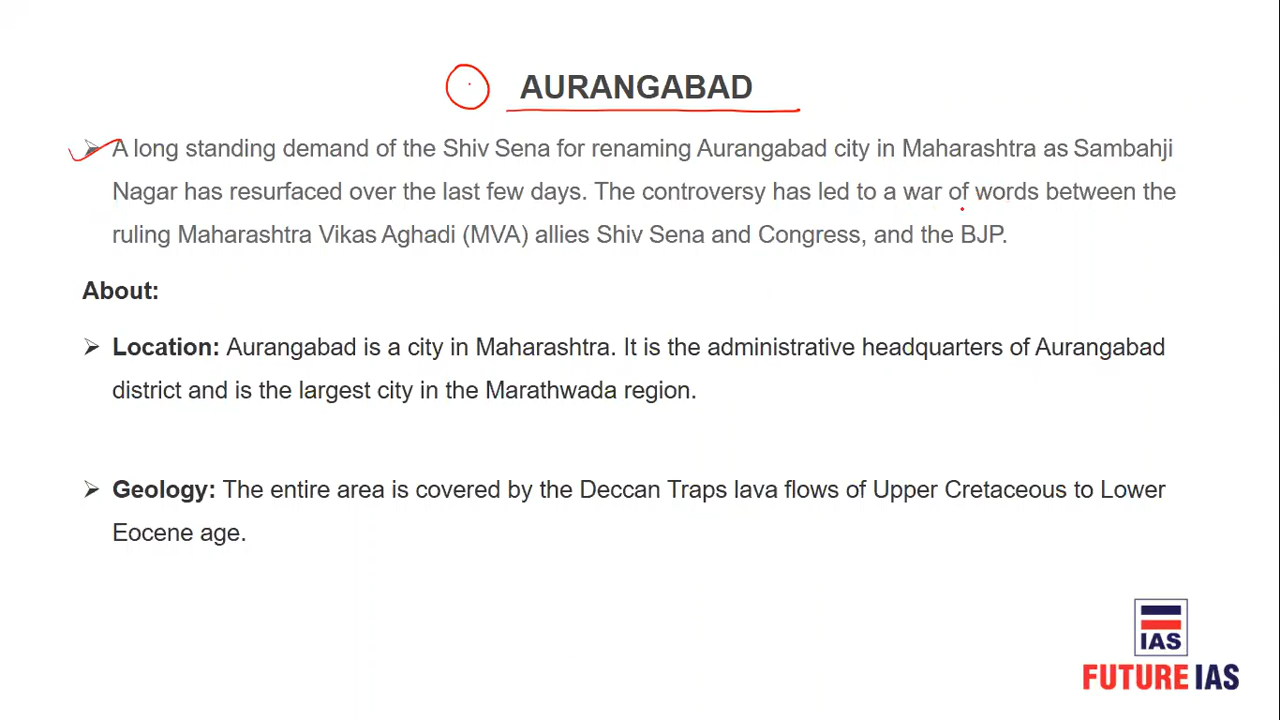 AURANGABAD
➢ A long standing demand of the Shiv Sena for renaming Aurangabad city in Maharashtra as Sambahji
Nagar has resurfaced over the last few days. The controversy has led to a war of words between the
ruling Maharashtra Vikas Aghadi (MVA) allies Shiv Sena and Congress, and the BJP.
About:
➢ Location: Aurangabad is a city in Maharashtra. It is the administrative headquarters of Aurangabad
district and is the largest city in the Marathwada region.
➢ Geology: The entire area is covered by the Deccan Traps lava flows of Upper Cretaceous to Lower
Eocene age.
IAS
FUTURE IAS